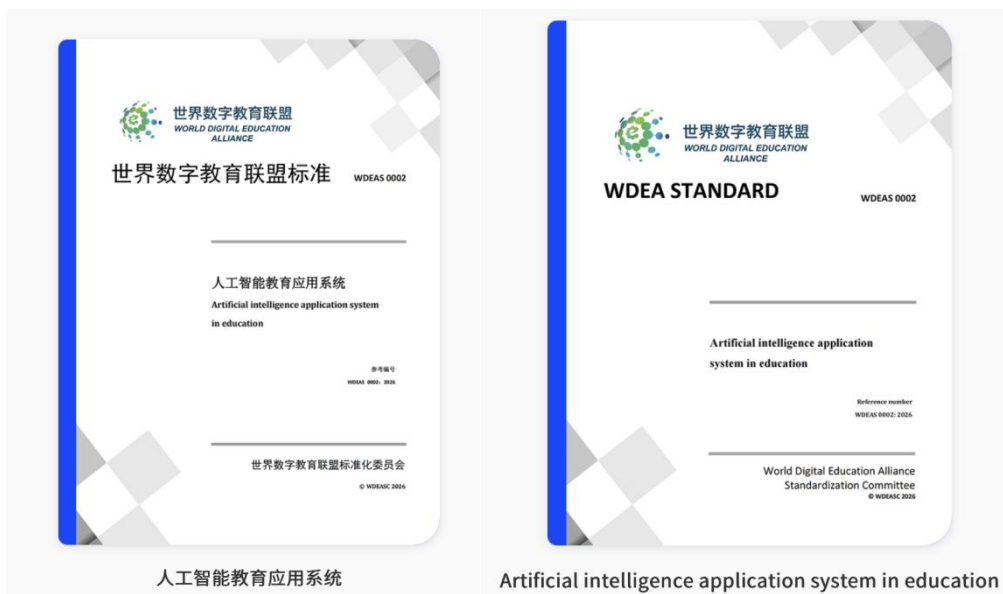 世界数字教育联盟
WORLD DIGITAL EDUCATION
ALLIANCE
世界数字教育联盟标准 WDEAS 0002
人工智能教育应用系统
Artificial intelligence application system
in education
参考编号
WDEAS 0002: 2026
世界数字教育联盟标准化委员会
© WDEASC 2026
人工智能教育应用系统
世界数字教育联盟
WORLD DIGITAL EDUCATION
ALLIANCE
WDEA STANDARD WDEAS 0002
Artificial intelligence application
system in education
Reference number
WDEAS 0002: 2026
World Digital Education Alliance
Standardization Committee
© WDEASC 2026
Artificial intelligence application system in education